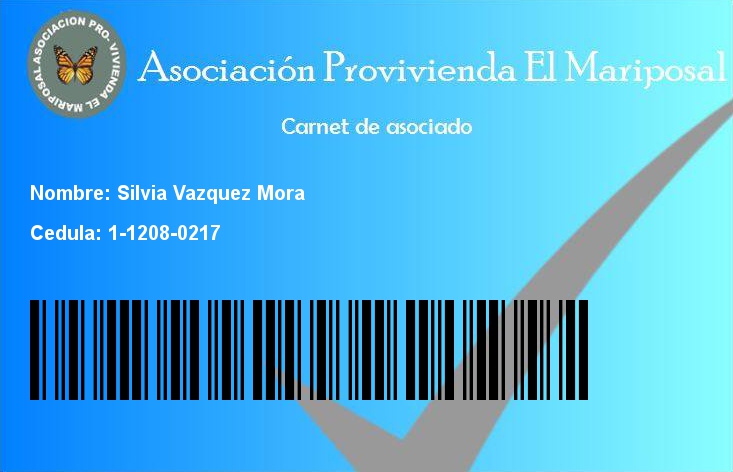 ASOCIACION PRO. VIVIENDA EL MARIPOSAL
Asociación Provivienda El Mariposal
Carnet de asociado
Nombre: Silvia Vazquez Mora
Cedula: 1-1208-0217